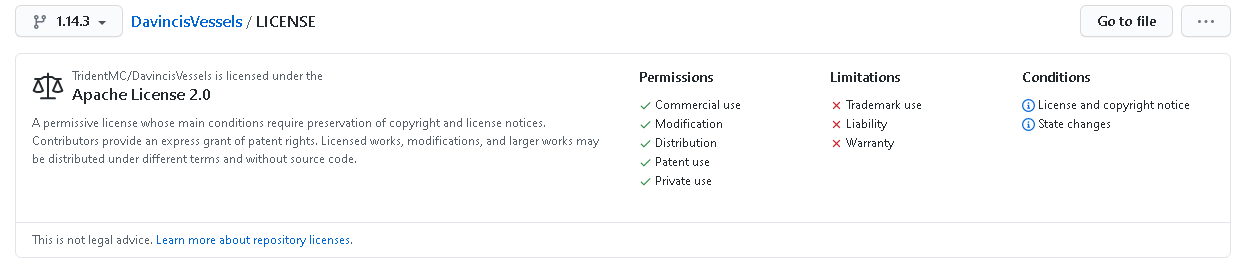 1.14.3
DavincisVessels / LICENSE
Go to file
...
TridentMC/DavincisVessels is licensed under the
Apache License 2.0
A permissive license whose main conditions require preservation of copyright and license notices.
Contributors provide an express grant of patent rights. Licensed works, modifications, and larger works may
be distributed under different terms and without source code.
Permissions
Commercial use
Modification
Distribution
Patent use
Private use
Limitations
Trademark use
Liability
Warranty
Conditions
License and copyright notice
State changes
This is not legal advice. Learn more about repository licenses.